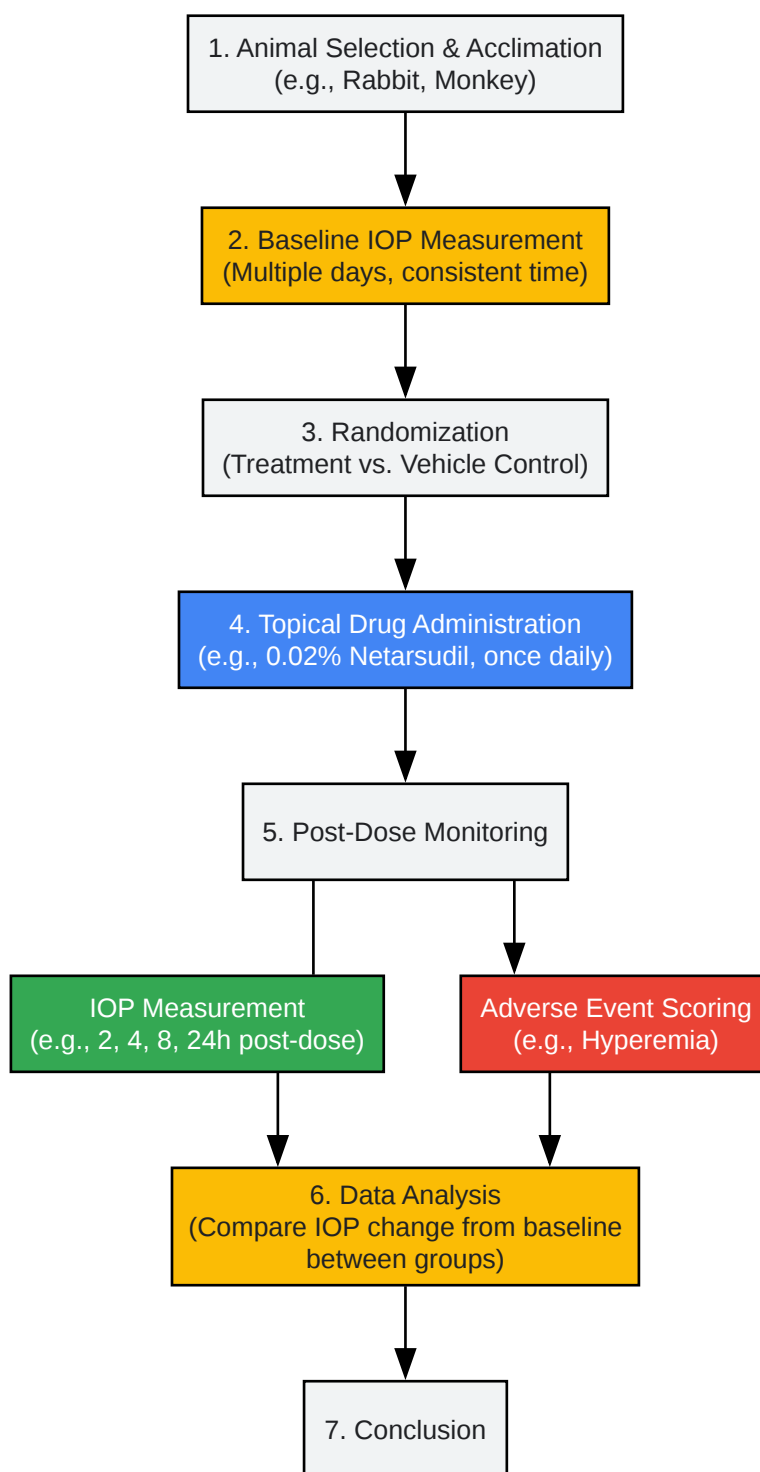 1. Animal Selection & Acclimation
(e.g., Rabbit, Monkey)
2. Baseline IOP Measurement
(Multiple days, consistent time)
3. Randomization
(Treatment vs. Vehicle Control)
4. Topical Drug Administration
(e.g., 0.02% Netarsudil, once daily)
5. Post-Dose Monitoring
IOP Measurement
(e.g., 2, 4, 8, 24h post-dose)
Adverse Event Scoring
(e.g., Hyperemia)
6. Data Analysis
(Compare IOP change from baseline
between groups)
7. Conclusion